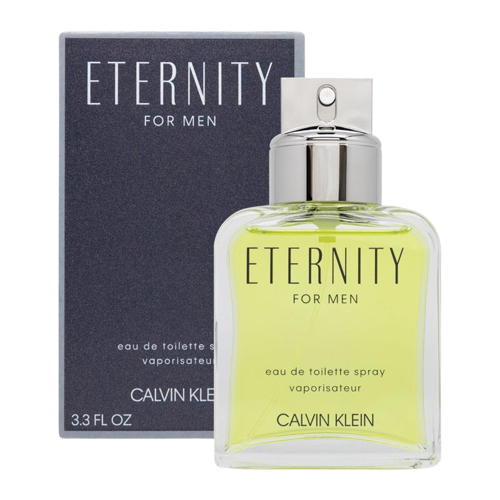 ETERNITY
FOR MEN
eau de toilette
vaporisateur
CALVIN
3.3 FL OZ
ETERNITY
FOR MEN
eau de toilette spray
vaporisateur
CALVIN KLEIN